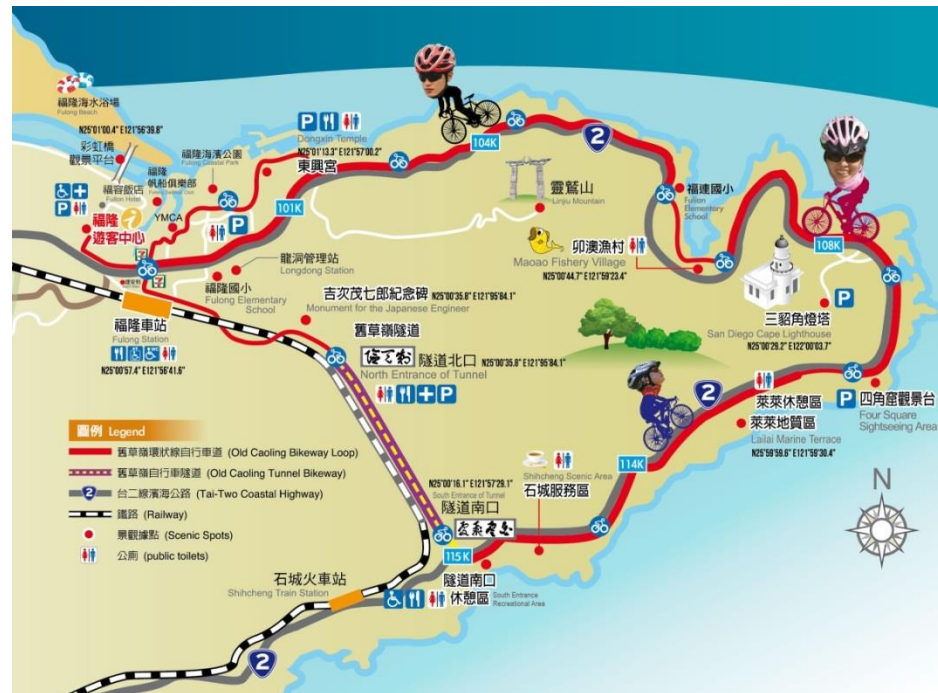 福隆海水浴場
Fulong Beach
N25°01'00.4" E121°56'39.8"
彩虹橋
觀景平台
福容飯店
Fullon Hotel
福隆
帆船俱樂部
福隆海濱公園
Fulong Coastal Park
Dongxin Temple
N25°01'13.3" E121°57'00.2"
東興宮
P
104K
2
101K
P
i
福隆
遊客中心
YMCA
7
7
P
福隆國小
Fulong Elementary
School
龍洞管理站
Longdong Station
靈鷲山
Linju Mountain
福連國小
Fulian
Elementary
School
卯澳漁村
Maoao Fishery Village
N25°00'44.7" E121°59'23.4"
108K
P
三貂角燈塔
San Diego Cape Lighthouse
N25°00'29.2" E122°00'03.7"
福隆車站
Fulong Station
N25°00'57.4" E121°56'41.6"
吉次茂七郎紀念碑 N25°00'35.8" E121°95'84.1"
Monument for the Japanese Engineer
舊草嶺隧道
隧道北口 N25°00'35.8" E121°95'84.1"
North Entrance of Tunnel
P
2
萊萊休憩區
萊萊地質區
Lailai Marine Terrace
N25°59'59.6" E121°59'30.4"
P
四角窟觀景台
Four Square
Sightseeing Area
114K
Shihcheng Scenic Area
石城服務區
N25°00'16.1" E121°57'29.1"
South Entrance of Tunnel
隧道南口
115K
隧道南口
休憩區
South Entrance
Recreational Area
石城火車站
Shihcheng Train Station
2
N
圖例 Legend
舊草嶺環狀線自行車道 (Old Caoling Bikeway Loop)
舊草嶺自行車隧道 (Old Caoling Tunnel Bikeway)
2 台二線濱海公路 (Tai-Two Coastal Highway)
鐵路 (Railway)
景觀據點 (Scenic Spots)
公廁 (public toilets)